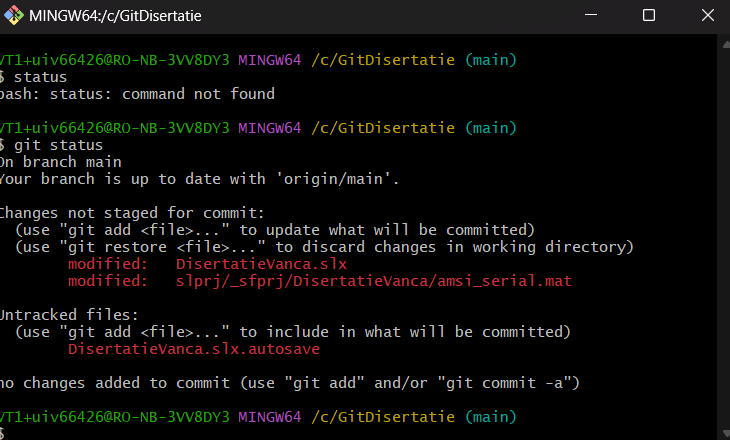 MINGW64:/c/GitDisertatie
VT1+uiv66426@RO-NB-3VV8DY3 MINGW64 /c/GitDisertatie (main)
$ status
bash: status: command not found
VT1+uiv66426@RO-NB-3VV8DY3 MINGW64 /c/GitDisertatie (main)
$ git status
On branch main
Your branch is up to date with 'origin/main'.
Changes not staged for commit:
  (use "git add <file>..." to update what will be committed)
  (use "git restore <file>..." to discard changes in working directory)
        modified:   DisertatieVanca.slx
        modified:   slprj/_sfprj/DisertatieVanca/amsi_serial.mat
Untracked files:
  (use "git add <file>..." to include in what will be committed)
        DisertatieVanca.slx.autosave
no changes added to commit (use "git add" and/or "git commit -a")
VT1+uiv66426@RO-NB-3VV8DY3 MINGW64 /c/GitDisertatie (main)
$